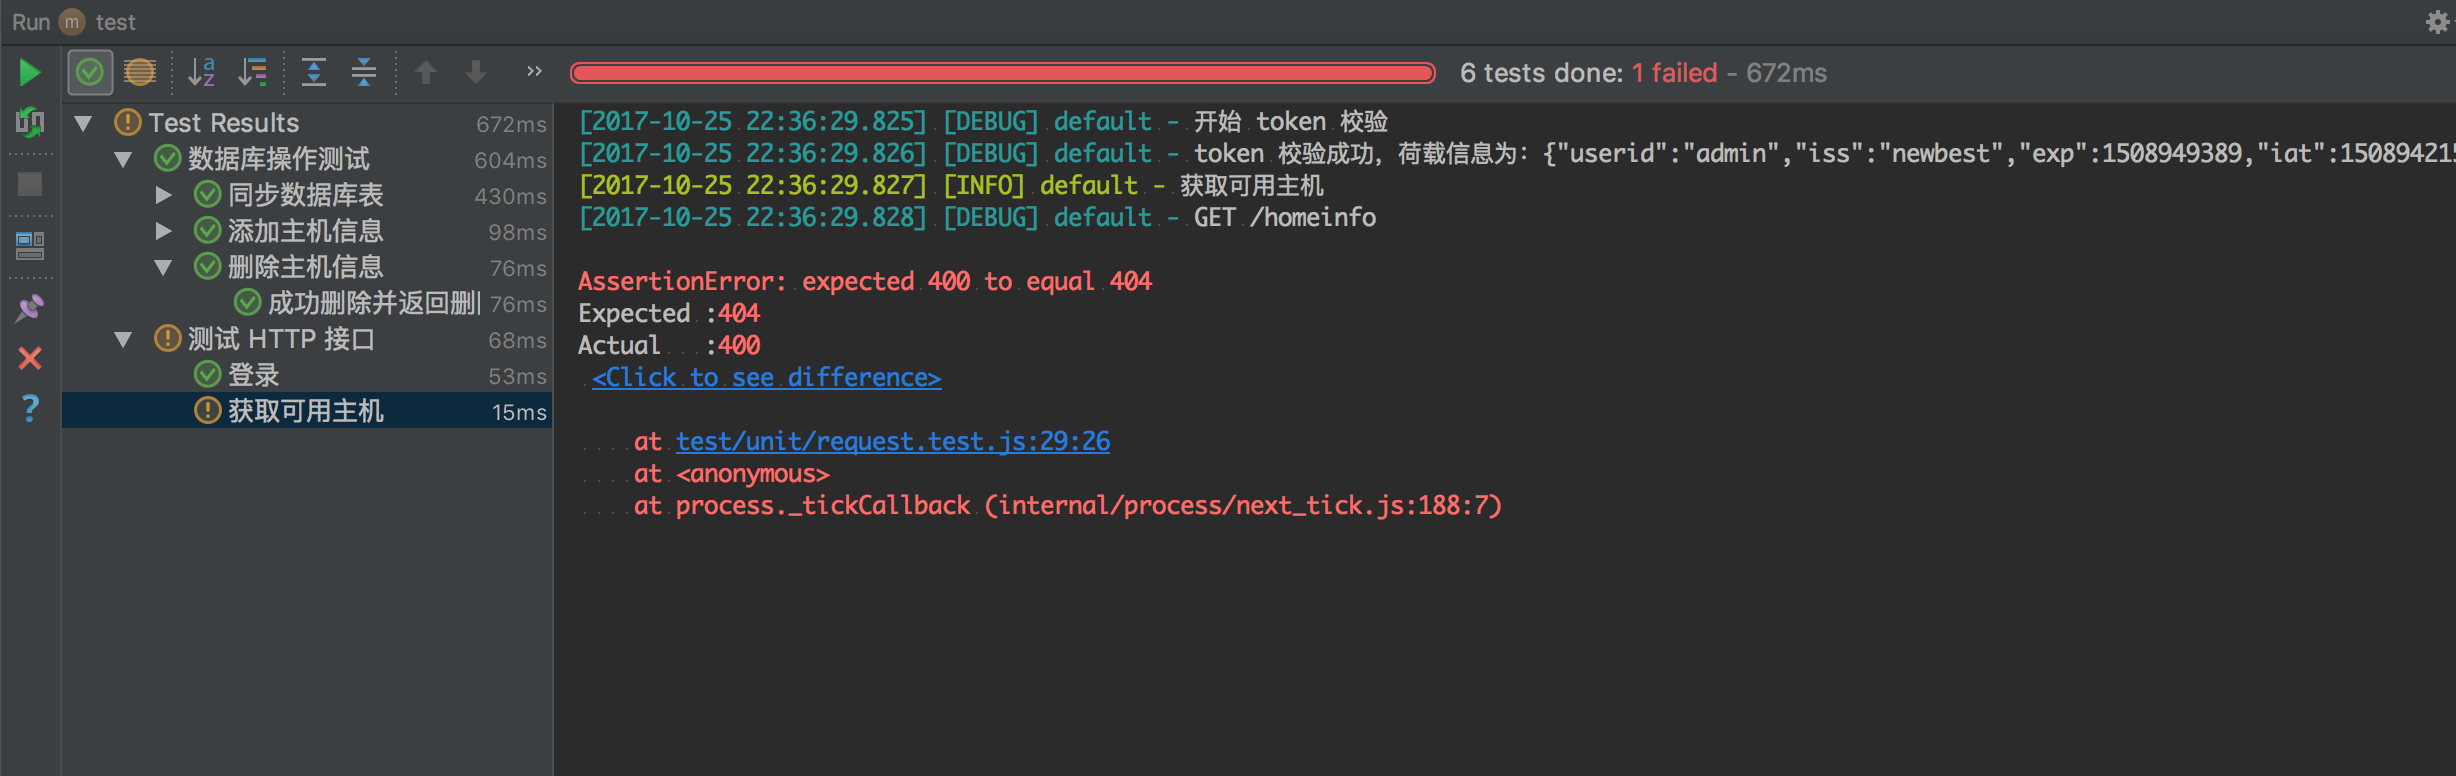 Run m test
6 tests done: 1 failed - 672ms
Test Results 672ms
数据库操作测试 604ms
同步数据库表 430ms
添加主机信息 98ms
删除主机信息 76ms
成功删除并返回删 76ms
测试 HTTP 接口 68ms
登录 53ms
获取可用主机 15ms
[2017-10-25 22:36:29.825] [DEBUG] default - 开始 token 校验
[2017-10-25 22:36:29.826] [DEBUG] default - token 校验成功，荷载信息为：{"userid":"admin","iss":"newbest","exp":1508949389,"iat":150894215
[2017-10-25 22:36:29.827] [INFO] default - 获取可用主机
[2017-10-25 22:36:29.828] [DEBUG] default - GET /homeinfo
AssertionError: expected 400 to equal 404
Expected :404
Actual :400
<Click to see difference>
at test/unit/request.test.js:29:26
at <anonymous>
at process._tickCallback (internal/process/next_tick.js:188:7)